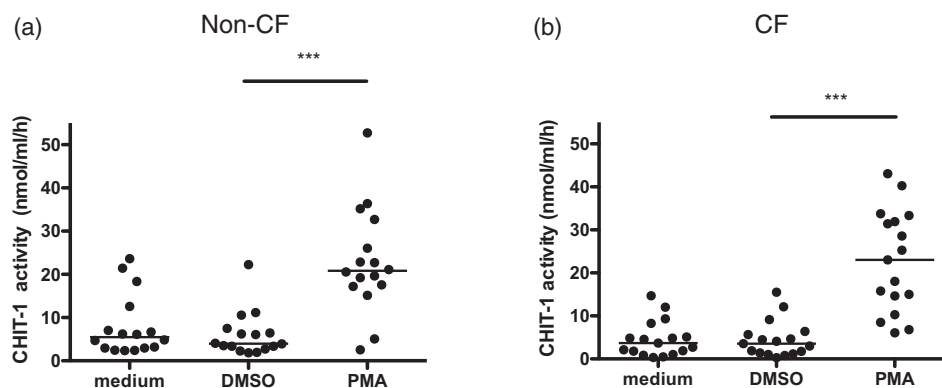 (a)
Non-CF
***
CHIT-1 activity (nmol/ml/h)
50
40
30
20
10
0
medium DMSO PMA
(b)
CF
***
CHIT-1 activity (nmol/ml/h)
50
40
30
20
10
0
medium DMSO PMA